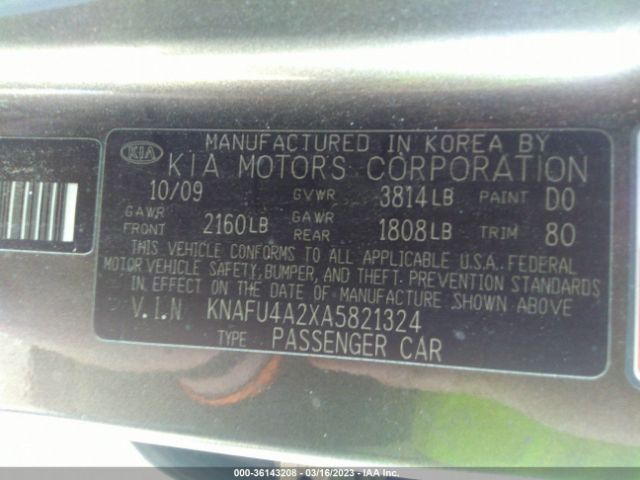 MANUFACTURED IN KOREA BY
KIA KIA MOTORS CORPORATION
10/09 GVWR 3814LB PAINT D0
GAWR FRONT 2160LB GAWR REAR 1808LB TRIM 80
THIS VEHICLE CONFORMS TO ALL APPLICABLE U.S.A. FEDERAL
MOTOR VEHICLE SAFETY, BUMPER, AND THEFT. PREVENTION STANDARDS
IN EFFECT ON THE DATE OF MANUFACTURE SHOWN ABOVE
V.I.N KNAFU4A2XA5821324
TYPE PASSENGER CAR
000-36143208 - 03/16/2023 - IAA Inc.